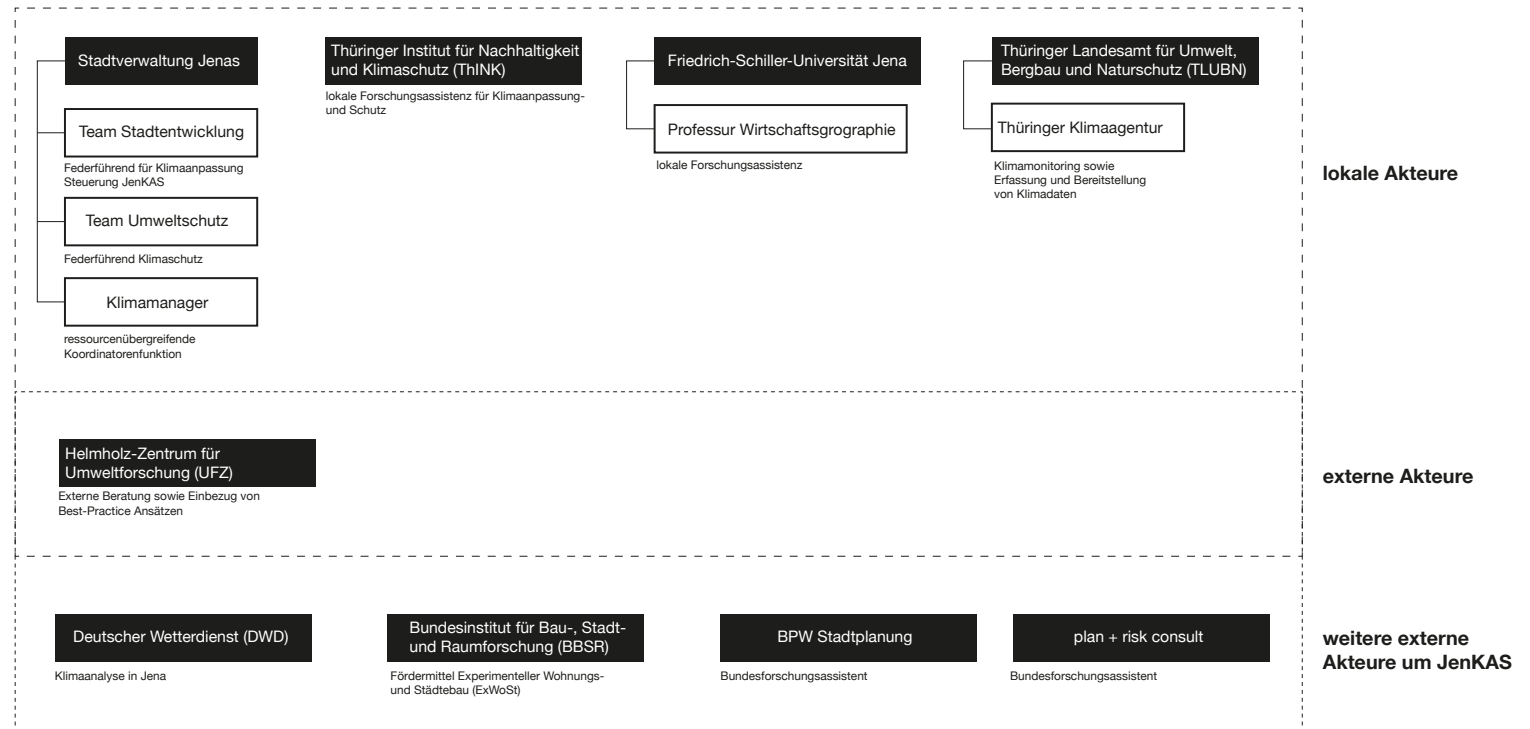 Stadtverwaltung Jenas
Team Stadtentwicklung
Federführend für Klimaanpassung
Steuerung JenKAS
Team Umweltschutz
Federführend Klimaschutz
Klimamanager
ressourcenübergreifende
Koordinatorenfunktion
Thüringer Institut für Nachhaltigkeit
und Klimaschutz (ThINK)
lokale Forschungsassistenz für Klimaanpassung-
und Schutz
Friedrich-Schiller-Universität Jena
Professur Wirtschaftsgrographie
lokale Forschungsassistenz
Thüringer Landesamt für Umwelt,
Bergbau und Naturschutz (TLUBN)
Thüringer Klimaagentur
Klimamonitoring sowie
Erfassung und Bereitstellung
von Klimadaten
lokale Akteure
Helmholz-Zentrum für
Umweltforschung (UFZ)
Externe Beratung sowie Einbezug von
Best-Practice Ansätzen
externe Akteure
Deutscher Wetterdienst (DWD)
Klimaanalyse in Jena
Bundesinstitut für Bau-, Stadt-
und Raumforschung (BBSR)
Fördermittel Experimenteller Wohnungs-
und Städtebau (ExWoSt)
BPW Stadtplanung
Bundesforschungsassistent
plan + risk consult
Bundesforschungsassistent
weitere externe
Akteure um JenKAS